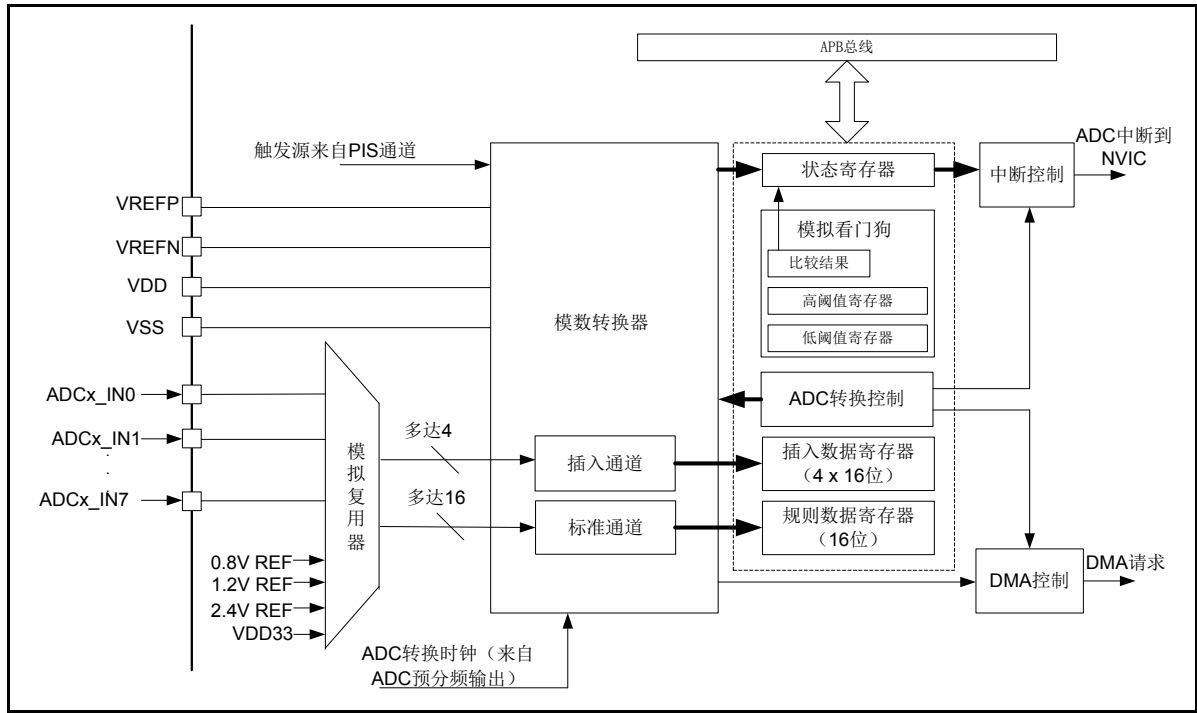 APB总线
触发源来自PIS通道
状态寄存器
中断控制
ADC中断到
NVIC
VREFP
VREFN
VDD
VSS
模拟看门狗
比较结果
高阈值寄存器
低阈值寄存器
模数转换器
ADCx_IN0
ADCx_IN1
.
.
.
ADCx_IN7
模拟复用器
多达4
多达16
插入通道
标准通道
ADC转换控制
插入数据寄存器
（4 x 16位）
规则数据寄存器
（16位）
0.8V REF
1.2V REF
2.4V REF
VDD33
DMA控制
DMA请求
ADC转换时钟（来自
ADC预分频输出）